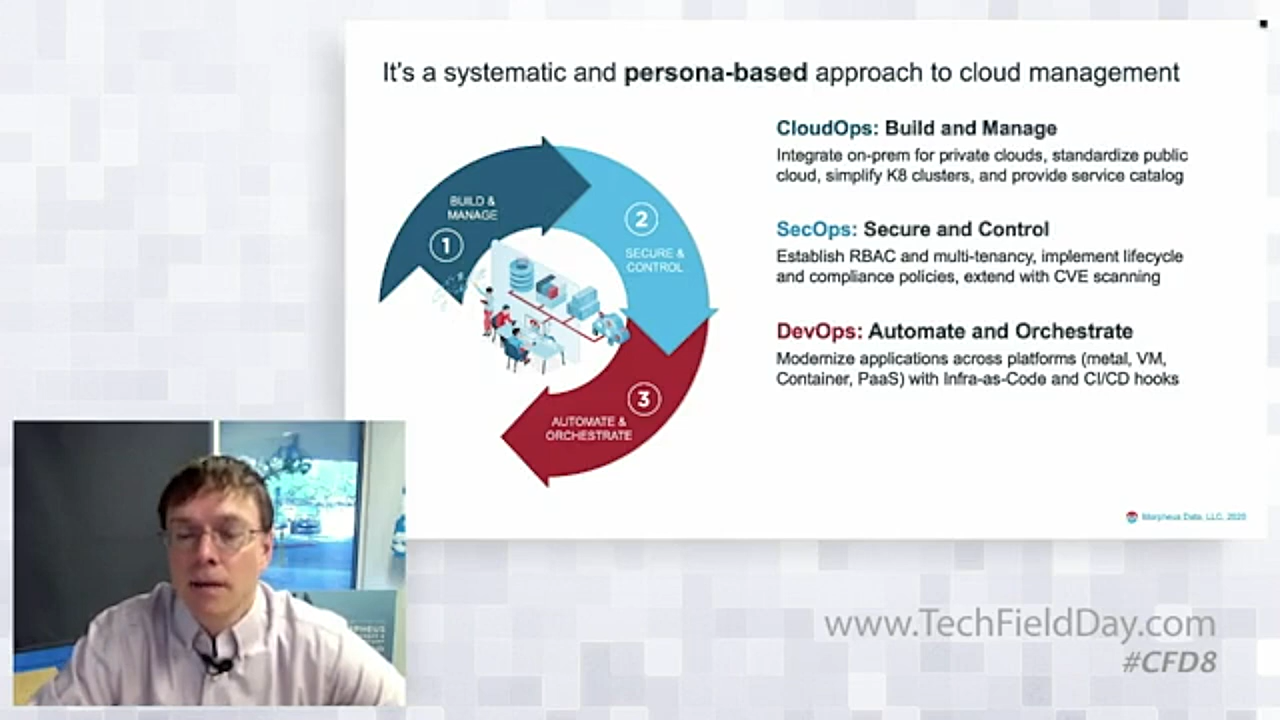 It's a systematic and persona-based approach to cloud management
BUILD &
MANAGE
1
2
SECURE &
CONTROL
3
AUTOMATE &
ORCHESTRATE
CloudOps: Build and Manage
Integrate on-prem for private clouds, standardize public
cloud, simplify K8 clusters, and provide service catalog
SecOps: Secure and Control
Establish RBAC and multi-tenancy, implement lifecycle
and compliance policies, extend with CVE scanning
DevOps: Automate and Orchestrate
Modernize applications across platforms (metal, VM,
Container, PaaS) with Infra-as-Code and CI/CD hooks
Morpheus Data, LLC. 2020
www.TechFieldDay.com
#CFD8